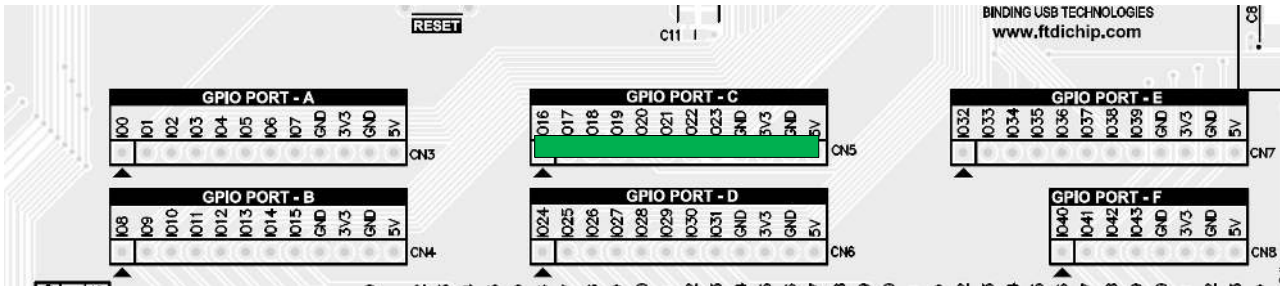 BINDING USB TECHNOLOGIES
www.ftdichip.com
RESET
C11
C8
GPIO PORT - A
IO0 IO1 IO2 IO3 IO4 IO5 IO6 IO7 GND 3V3 GND 5V
CN3
GPIO PORT - C
IO16 IO17 IO18 IO19 IO20 IO21 IO22 IO23 GND 3V3 GND 5V
CN5
GPIO PORT - E
IO32 IO33 IO34 IO35 IO36 IO37 IO38 IO39 GND 3V3 GND 5V
CN7
GPIO PORT - B
IO8 IO9 IO10 IO11 IO12 IO13 IO14 IO15 GND 3V3 GND 5V
CN4
GPIO PORT - D
IO24 IO25 IO26 IO27 IO28 IO29 IO30 IO31 GND 3V3 GND 5V
CN6
GPIO PORT - F
IO40 IO41 IO42 IO43 GND 3V3 GND 5V
CN8